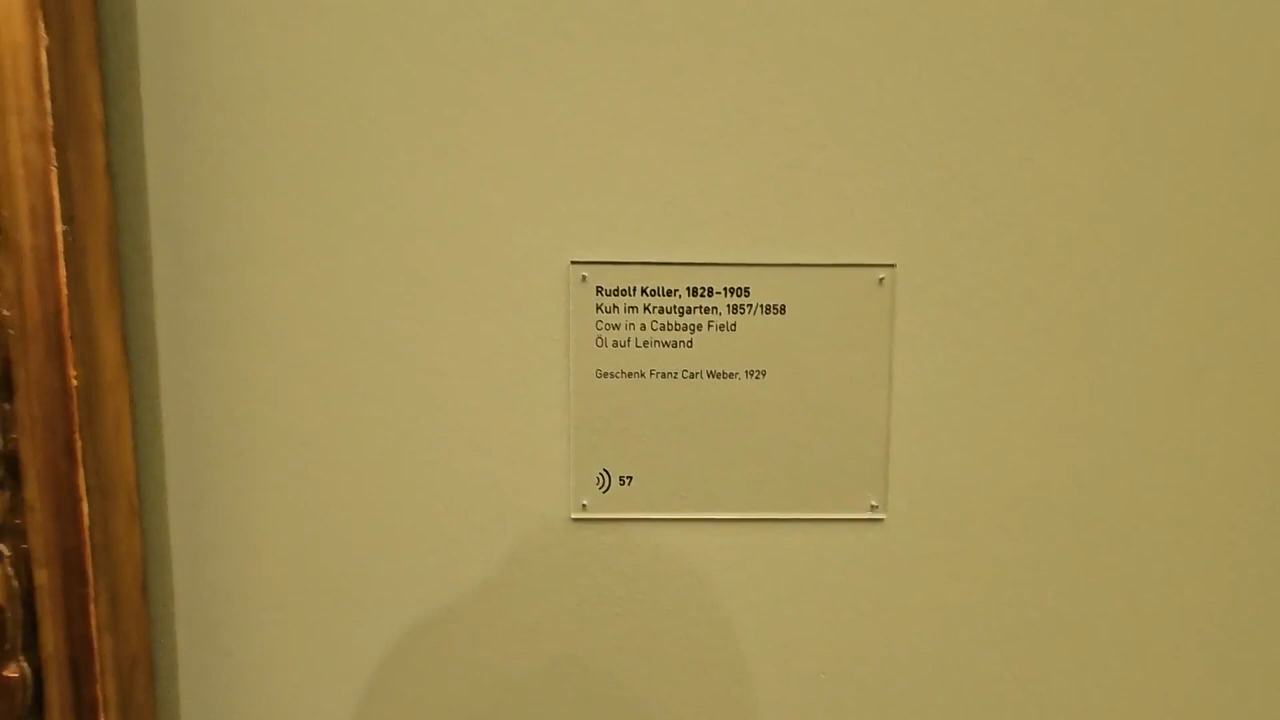 Rudolf Koller, 1828–1905
Kuh im Krautgarten, 1857/1858
Cow in a Cabbage Field
Öl auf Leinwand
Geschenk Franz Carl Weber, 1929
57